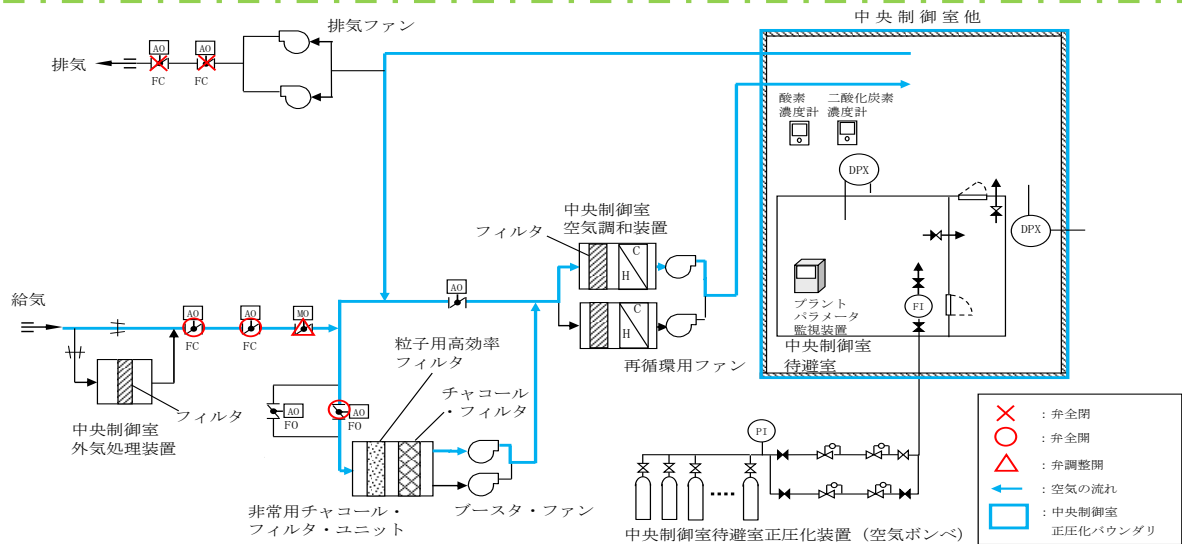 中央制御室他
排気ファン
AO
AO
排気
FC
FC
酸素
濃度計
二酸化炭素
濃度計
DPX
DPX
中央制御室
空気調和装置
フィルタ
C
H
C
H
AO
給気
AO
AO
MO
FC
FC
FI
プラント
パラメータ
監視装置
中央制御室
待避室
再循環用ファン
粒子用高効率
フィルタ
チャコール
・フィルタ
フィルタ
中央制御室
外気処理装置
AO
FO
AO
FO
非常用チャコール・
フィルタ・ユニット
ブースタ・ファン
PI
中央制御室待避室正圧化装置（空気ボンベ）
：弁全閉
：弁全開
：弁調整開
：空気の流れ
：中央制御室
正圧化バウンダリ